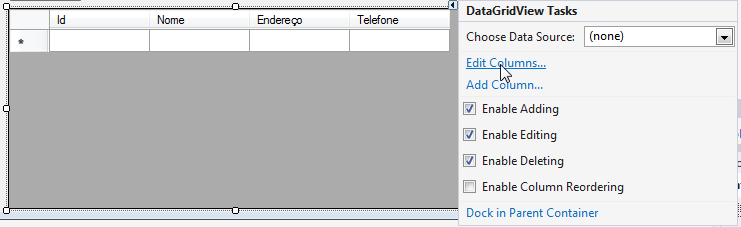 Id Nome Endereço Telefone
*
DataGridView Tasks
Choose Data Source: (none)
Edit Columns...
Add Column...
Enable Adding
Enable Editing
Enable Deleting
Enable Column Reordering
Dock in Parent Container